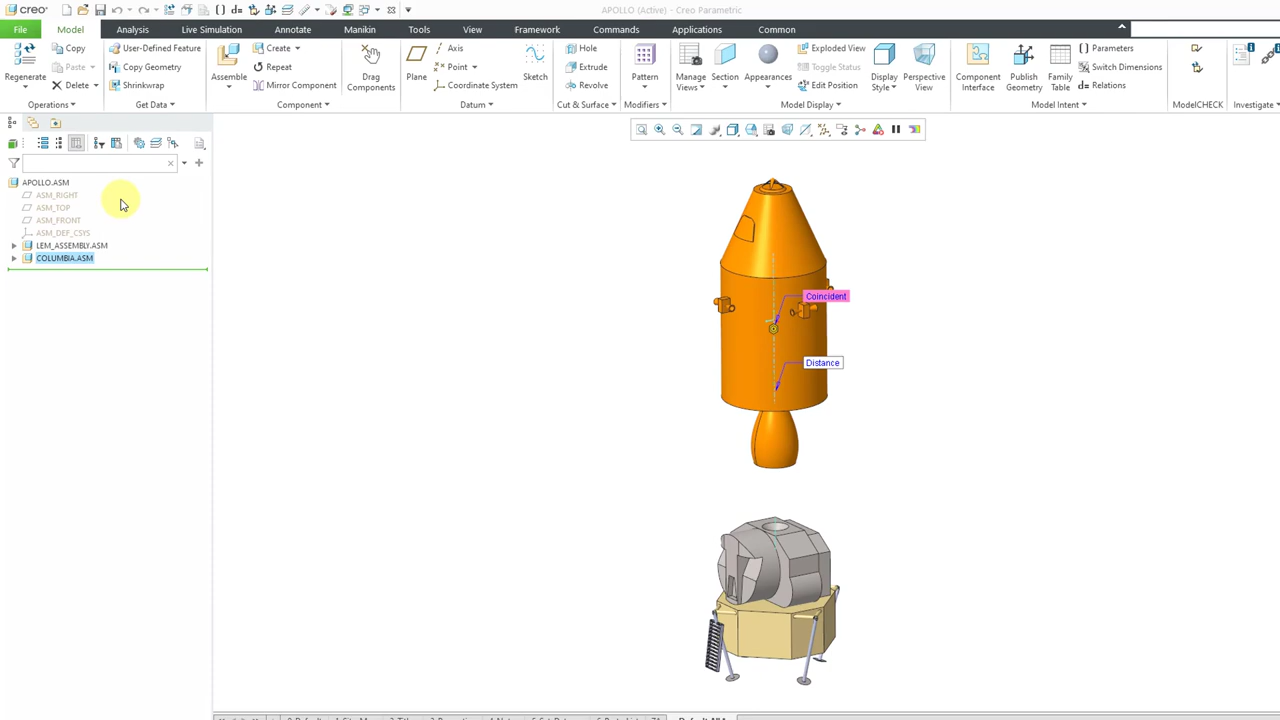 creo
APOLLO (Active) - Creo Parametric
File Model Analysis Live Simulation Annotate Manikin Tools View Framework Commands Applications Common
Regenerate
Copy
Paste
Delete
Operations
User-Defined Feature
Copy Geometry
Shrinkwrap
Get Data
Assemble
Create
Repeat
Mirror Component
Component
Drag Components
Plane
Axis
Point
Coordinate System
Sketch
Datum
Hole
Extrude
Revolve
Cut & Surface
Pattern
Modifiers
Manage Views
Section
Appearances
Exploded View
Toggle Status
Edit Position
Display Style
Perspective View
Model Display
Component Interface
Publish Geometry
Family Table
Parameters
Switch Dimensions
Relations
Model Intent
ModelCHECK
Investigate
APOLLO.ASM
ASM_RIGHT
ASM_TOP
ASM_FRONT
ASM_DEF_CSYS
LEM_ASSEMBLY.ASM
COLUMBIA.ASM
Coincident
Distance